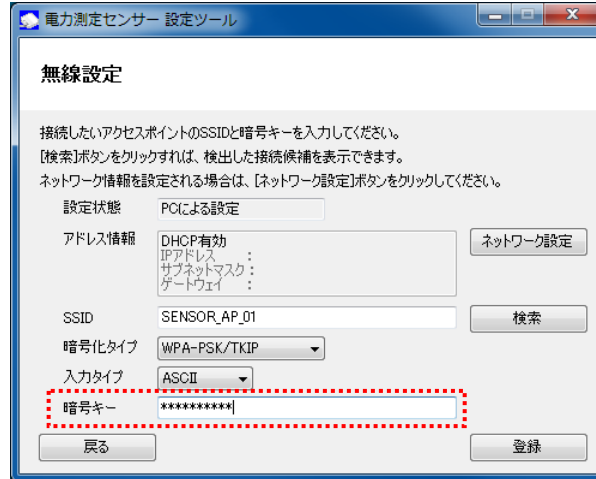 電力測定センサー 設定ツール
無線設定
接続したいアクセスポイントのSSIDと暗号キーを入力してください。
[検索]ボタンをクリックすれば、検出した接続候補を表示できます。
ネットワーク情報を設定される場合は、[ネットワーク設定]ボタンをクリックしてください。
設定状態 PCによる設定
アドレス情報 DHCP有効 ネットワーク設定
IPアドレス :
サブネットマスク:
ゲートウェイ :
SSID SENSOR_AP_01 検索
暗号化タイプ WPA-PSK/TKIP
入力タイプ ASCII
暗号キー **********
戻る 登録